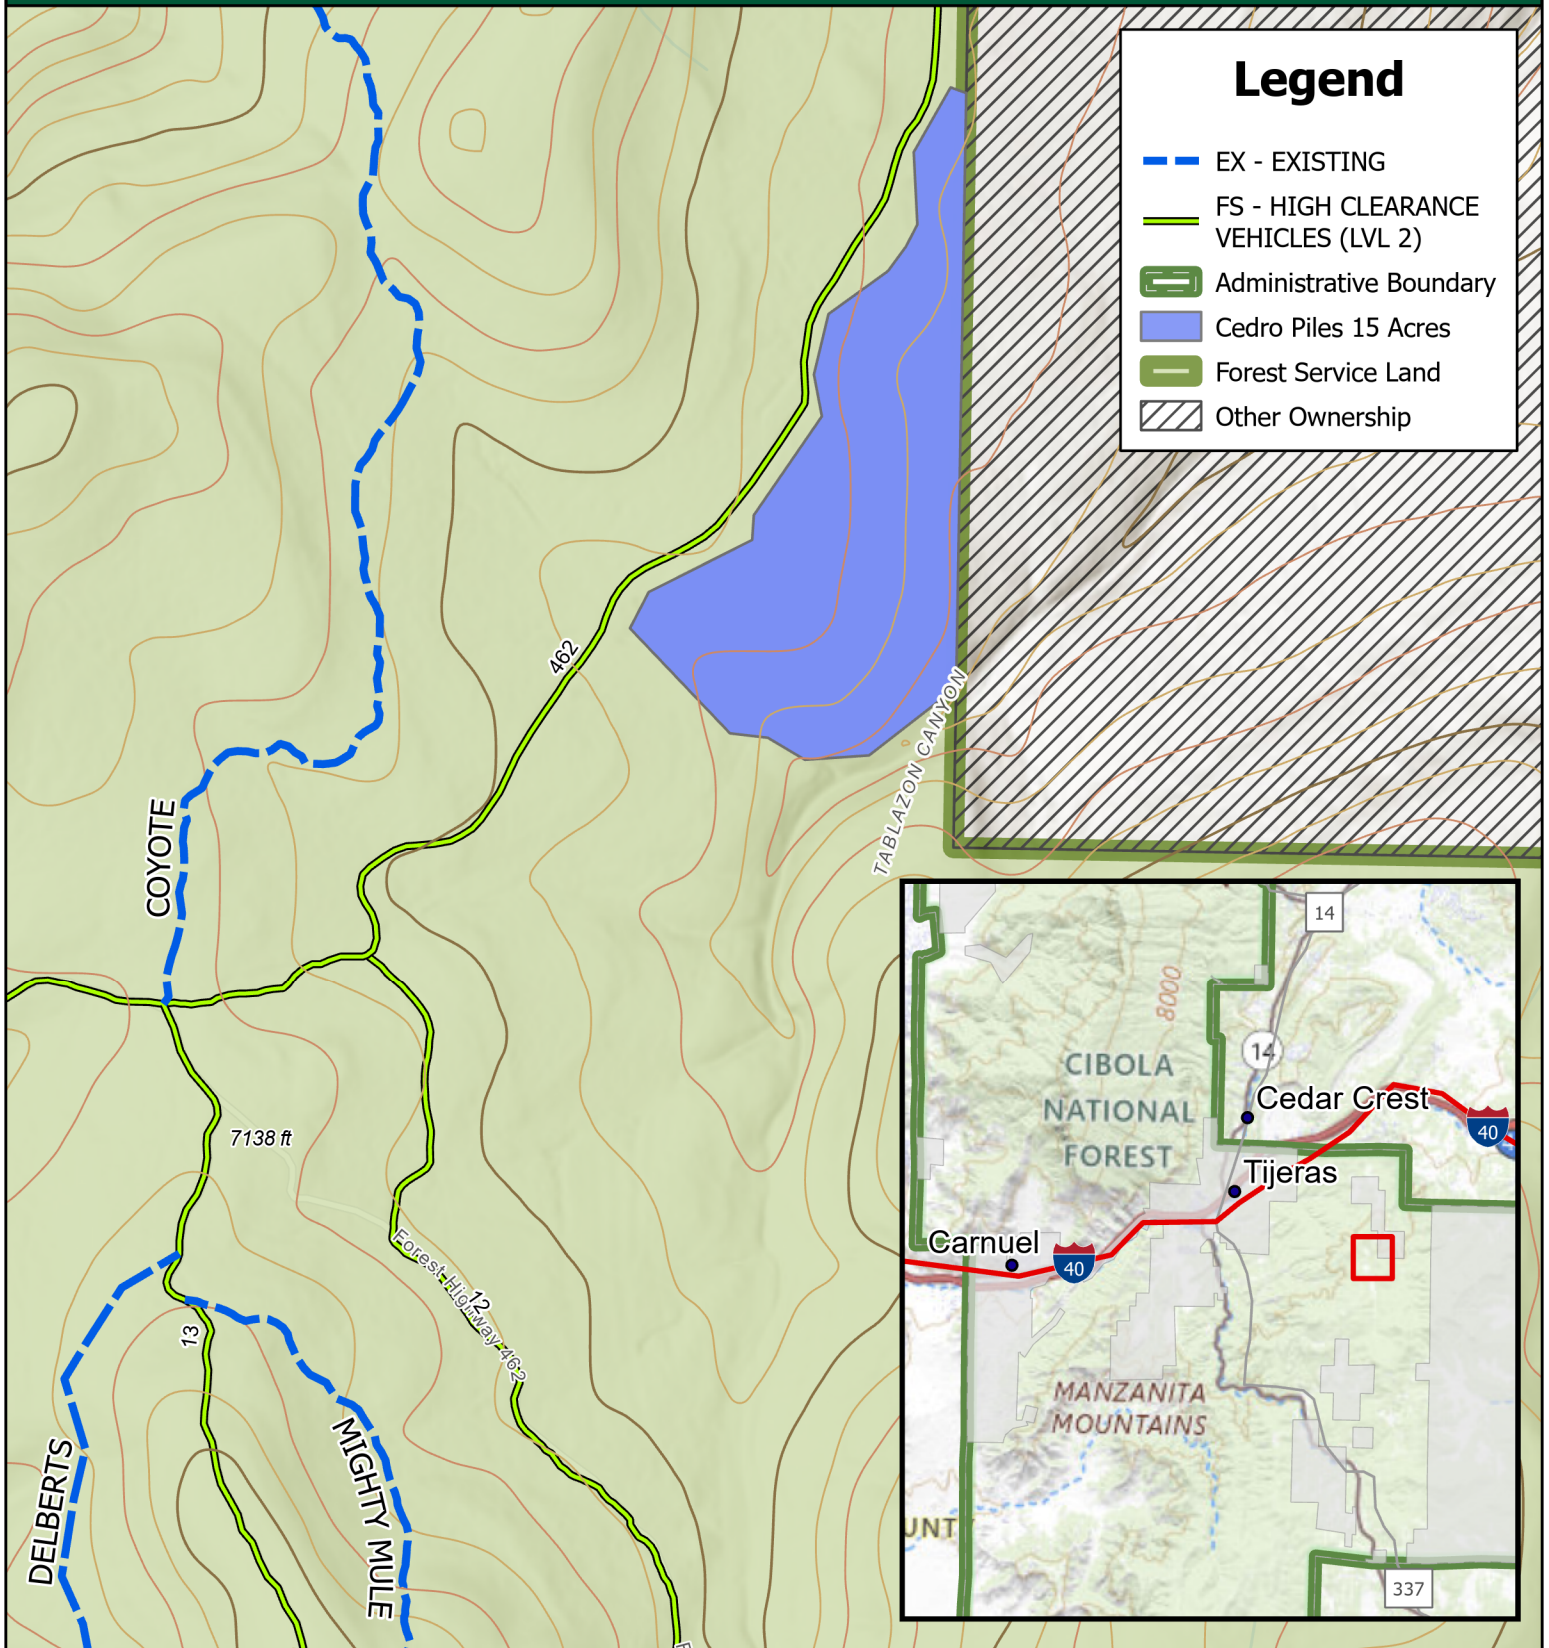 Legend
EX - EXISTING
FS - HIGH CLEARANCE
VEHICLES (LVL 2)
Administrative Boundary
Cedro Piles 15 Acres
Forest Service Land
Other Ownership
462
TABLAZON CANYON
COYOTE
7138 ft
Forest Highway 462
12
13
DELBERTS
MIGHTY MULE
14
8000
14
CIBOLA
NATIONAL
FOREST
Cedar Crest
40
Tijeras
Carnuel
40
MANZANITA
MOUNTAINS
UNTY
337